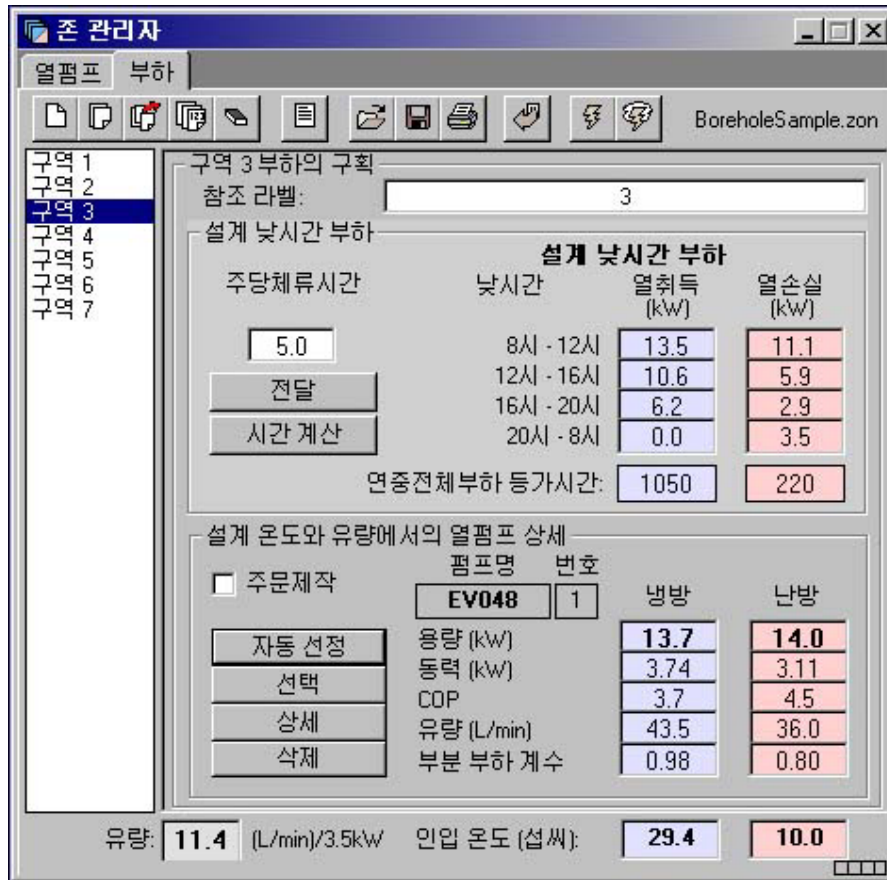 존 관리자
열펌프 부하
BoreholeSample.zon
구역 1
구역 2
구역 3
구역 4
구역 5
구역 6
구역 7
구역 3 부하의 구획
참조 라벨: 3
설계 낮시간 부하
설계 낮시간 부하
주당체류시간 낮시간 열취득 열손실
(kW) (kW)
5.0
8시 - 12시 13.5 11.1
전달
12시 - 16시 10.6 5.9
16시 - 20시 6.2 2.9
시간 계산
20시 - 8시 0.0 3.5
연중전체부하 등가시간: 1050 220
설계 온도와 유량에서의 열펌프 상세
주문제작
펌프명 번호
EV048 1 냉방 난방
자동 선정
용량 (kW) 13.7 14.0
동력 (kW) 3.74 3.11
선택
COP 3.7 4.5
상세
유량 (L/min) 43.5 36.0
삭제
부분 부하 계수 0.98 0.80
유량: 11.4 (L/min)/3.5kW 인입 온도 (섭씨): 29.4 10.0